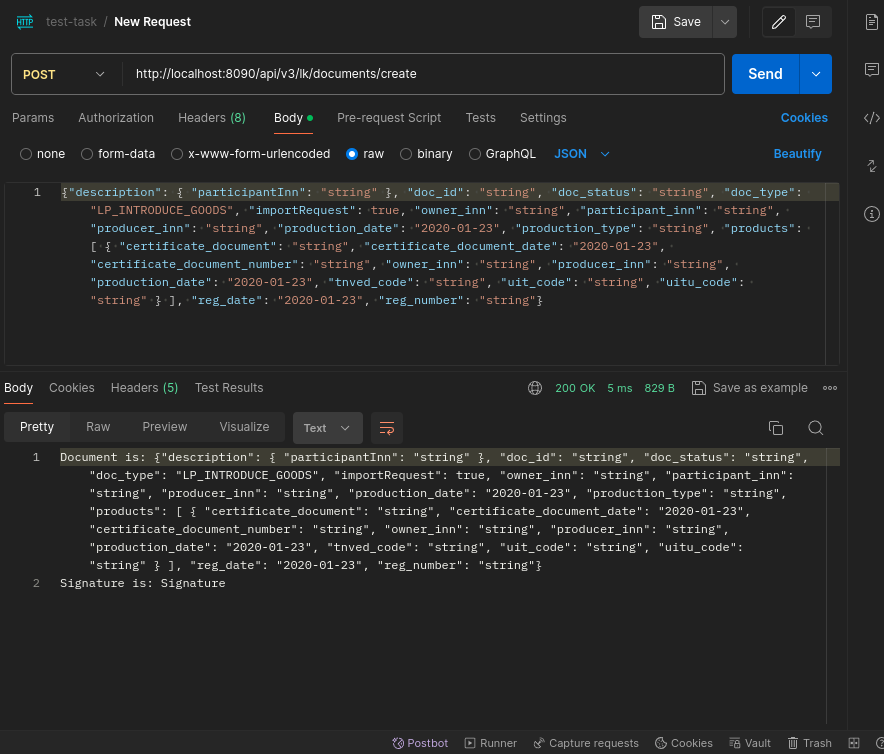 HTTP test-task / New Request Save
POST http://localhost:8090/api/v3/lk/documents/create Send
Params Authorization Headers (8) Body Pre-request Script Tests Settings Cookies
none form-data x-www-form-urlencoded raw binary GraphQL JSON Beautify
1 {"description": { "participantInn": "string" }, "doc_id": "string", "doc_status": "string", "doc_type":
"LP_INTRODUCE_GOODS", "importRequest": true, "owner_inn": "string", "participant_inn": "string",
"producer_inn": "string", "production_date": "2020-01-23", "production_type": "string", "products":
[ { "certificate_document": "string", "certificate_document_date": "2020-01-23",
"certificate_document_number": "string", "owner_inn": "string", "producer_inn": "string",
"production_date": "2020-01-23", "tnved_code": "string", "uit_code": "string", "uitu_code":
"string" } ], "reg_date": "2020-01-23", "reg_number": "string"}
Body Cookies Headers (5) Test Results 200 OK 5 ms 829 B Save as example
Pretty Raw Preview Visualize Text
1 Document is: {"description": { "participantInn": "string" }, "doc_id": "string", "doc_status": "string",
"doc_type": "LP_INTRODUCE_GOODS", "importRequest": true, "owner_inn": "string", "participant_inn":
"string", "producer_inn": "string", "production_date": "2020-01-23", "production_type": "string",
"products": [ { "certificate_document": "string", "certificate_document_date": "2020-01-23",
"certificate_document_number": "string", "owner_inn": "string", "producer_inn": "string",
"production_date": "2020-01-23", "tnved_code": "string", "uit_code": "string", "uitu_code":
"string" } ], "reg_date": "2020-01-23", "reg_number": "string"}
2 Signature is: Signature
Postbot Runner Capture requests Cookies Vault Trash